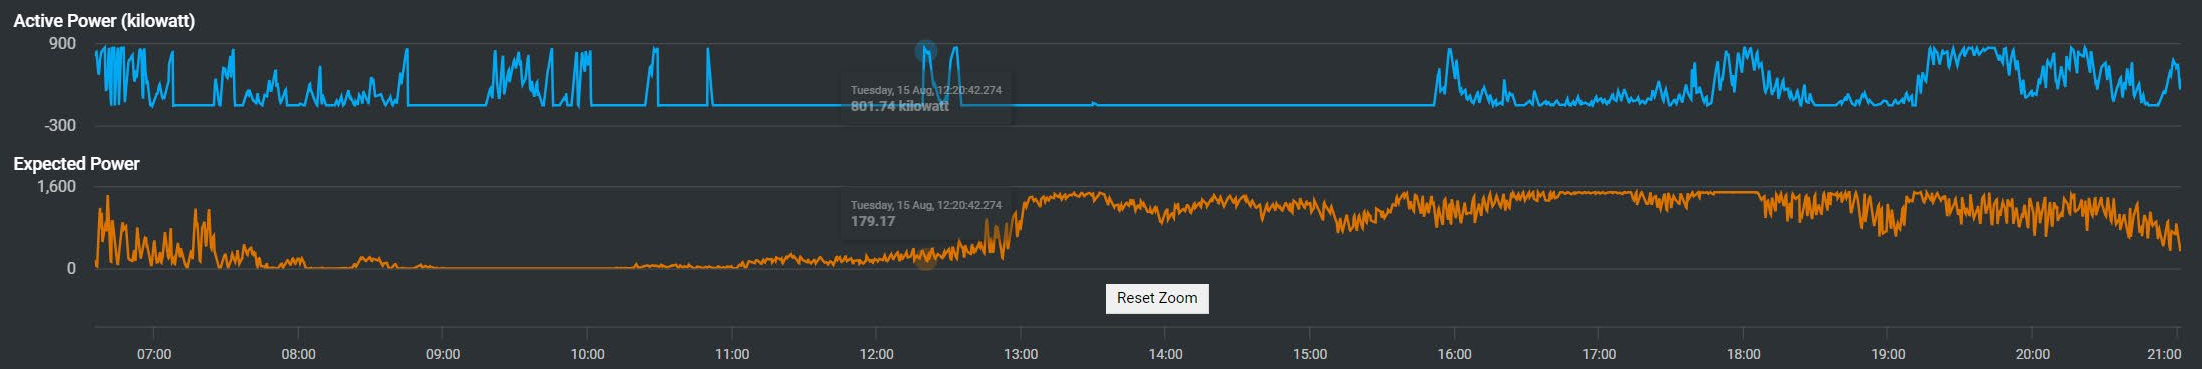 Active Power (kilowatt)
900
Tuesday, 15 Aug, 12:20:42.274
801.74 kilowatt
-300
Expected Power
1,600
Tuesday, 15 Aug, 12:20:42.274
179.17
0
Reset Zoom
07:00 08:00 09:00 10:00 11:00 12:00 13:00 14:00 15:00 16:00 17:00 18:00 19:00 20:00 21:00